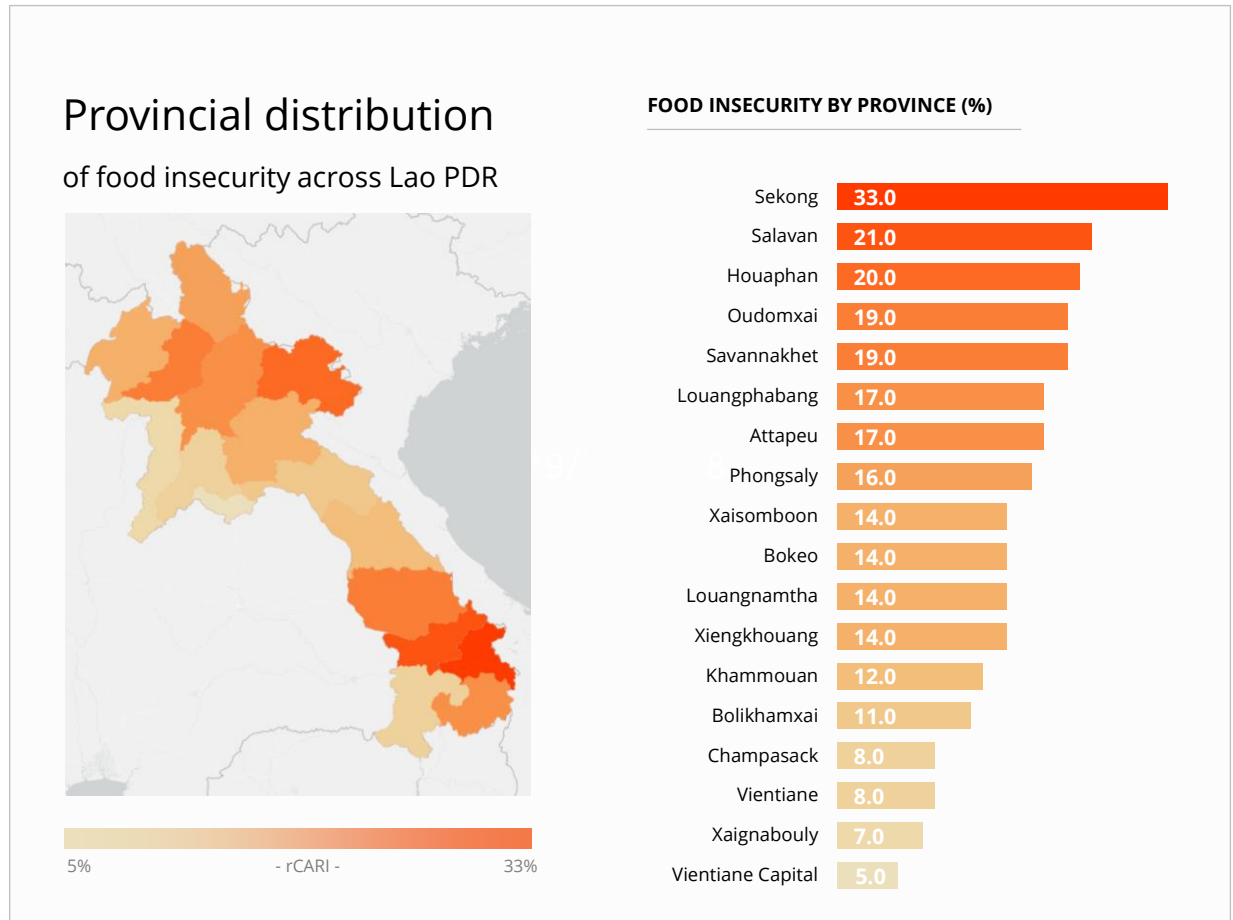 Provincial distribution
of food insecurity across Lao PDR
5%
- rCARI -
33%
FOOD INSECURITY BY PROVINCE (%)
Sekong 33.0
Salavan 21.0
Houaphan 20.0
Oudomxai 19.0
Savannakhet 19.0
Louangphabang 17.0
Attapeu 17.0
Phongsaly 16.0
Xaisomboon 14.0
Bokeo 14.0
Louangnamtha 14.0
Xiengkhouang 14.0
Khammouan 12.0
Bolikhamxai 11.0
Champasack 8.0
Vientiane 8.0
Xaignabouly 7.0
Vientiane Capital 5.0